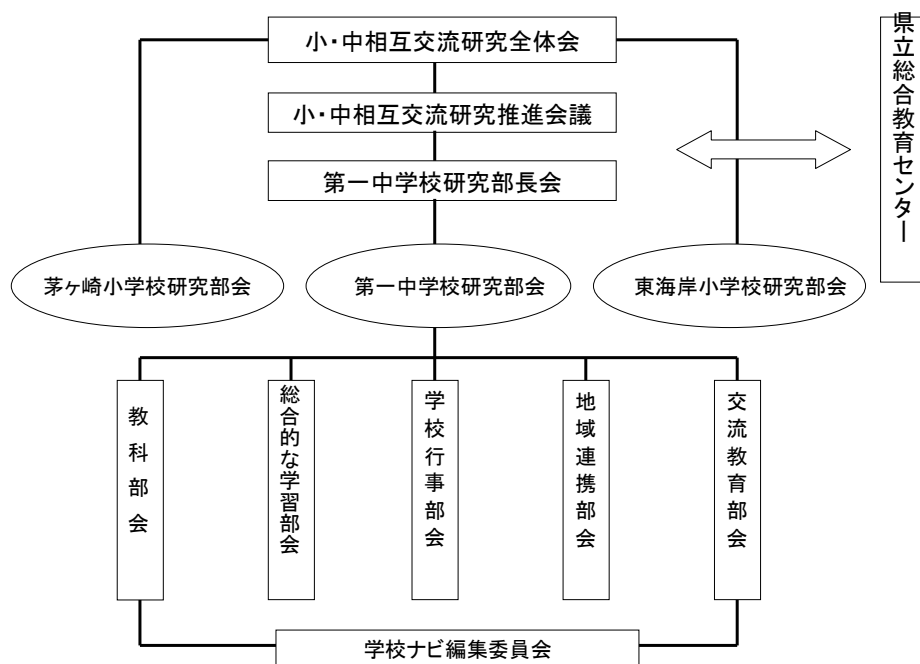 小・中相互交流研究全体会
県立総合教育センター
小・中相互交流研究推進会議
第一中学校研究部長会
茅ヶ崎小学校研究部会
第一中学校研究部会
東海岸小学校研究部会
教科部会
総合的な学習部会
学校行事部会
地域連携部会
交流教育部会
学校ナビ編集委員会